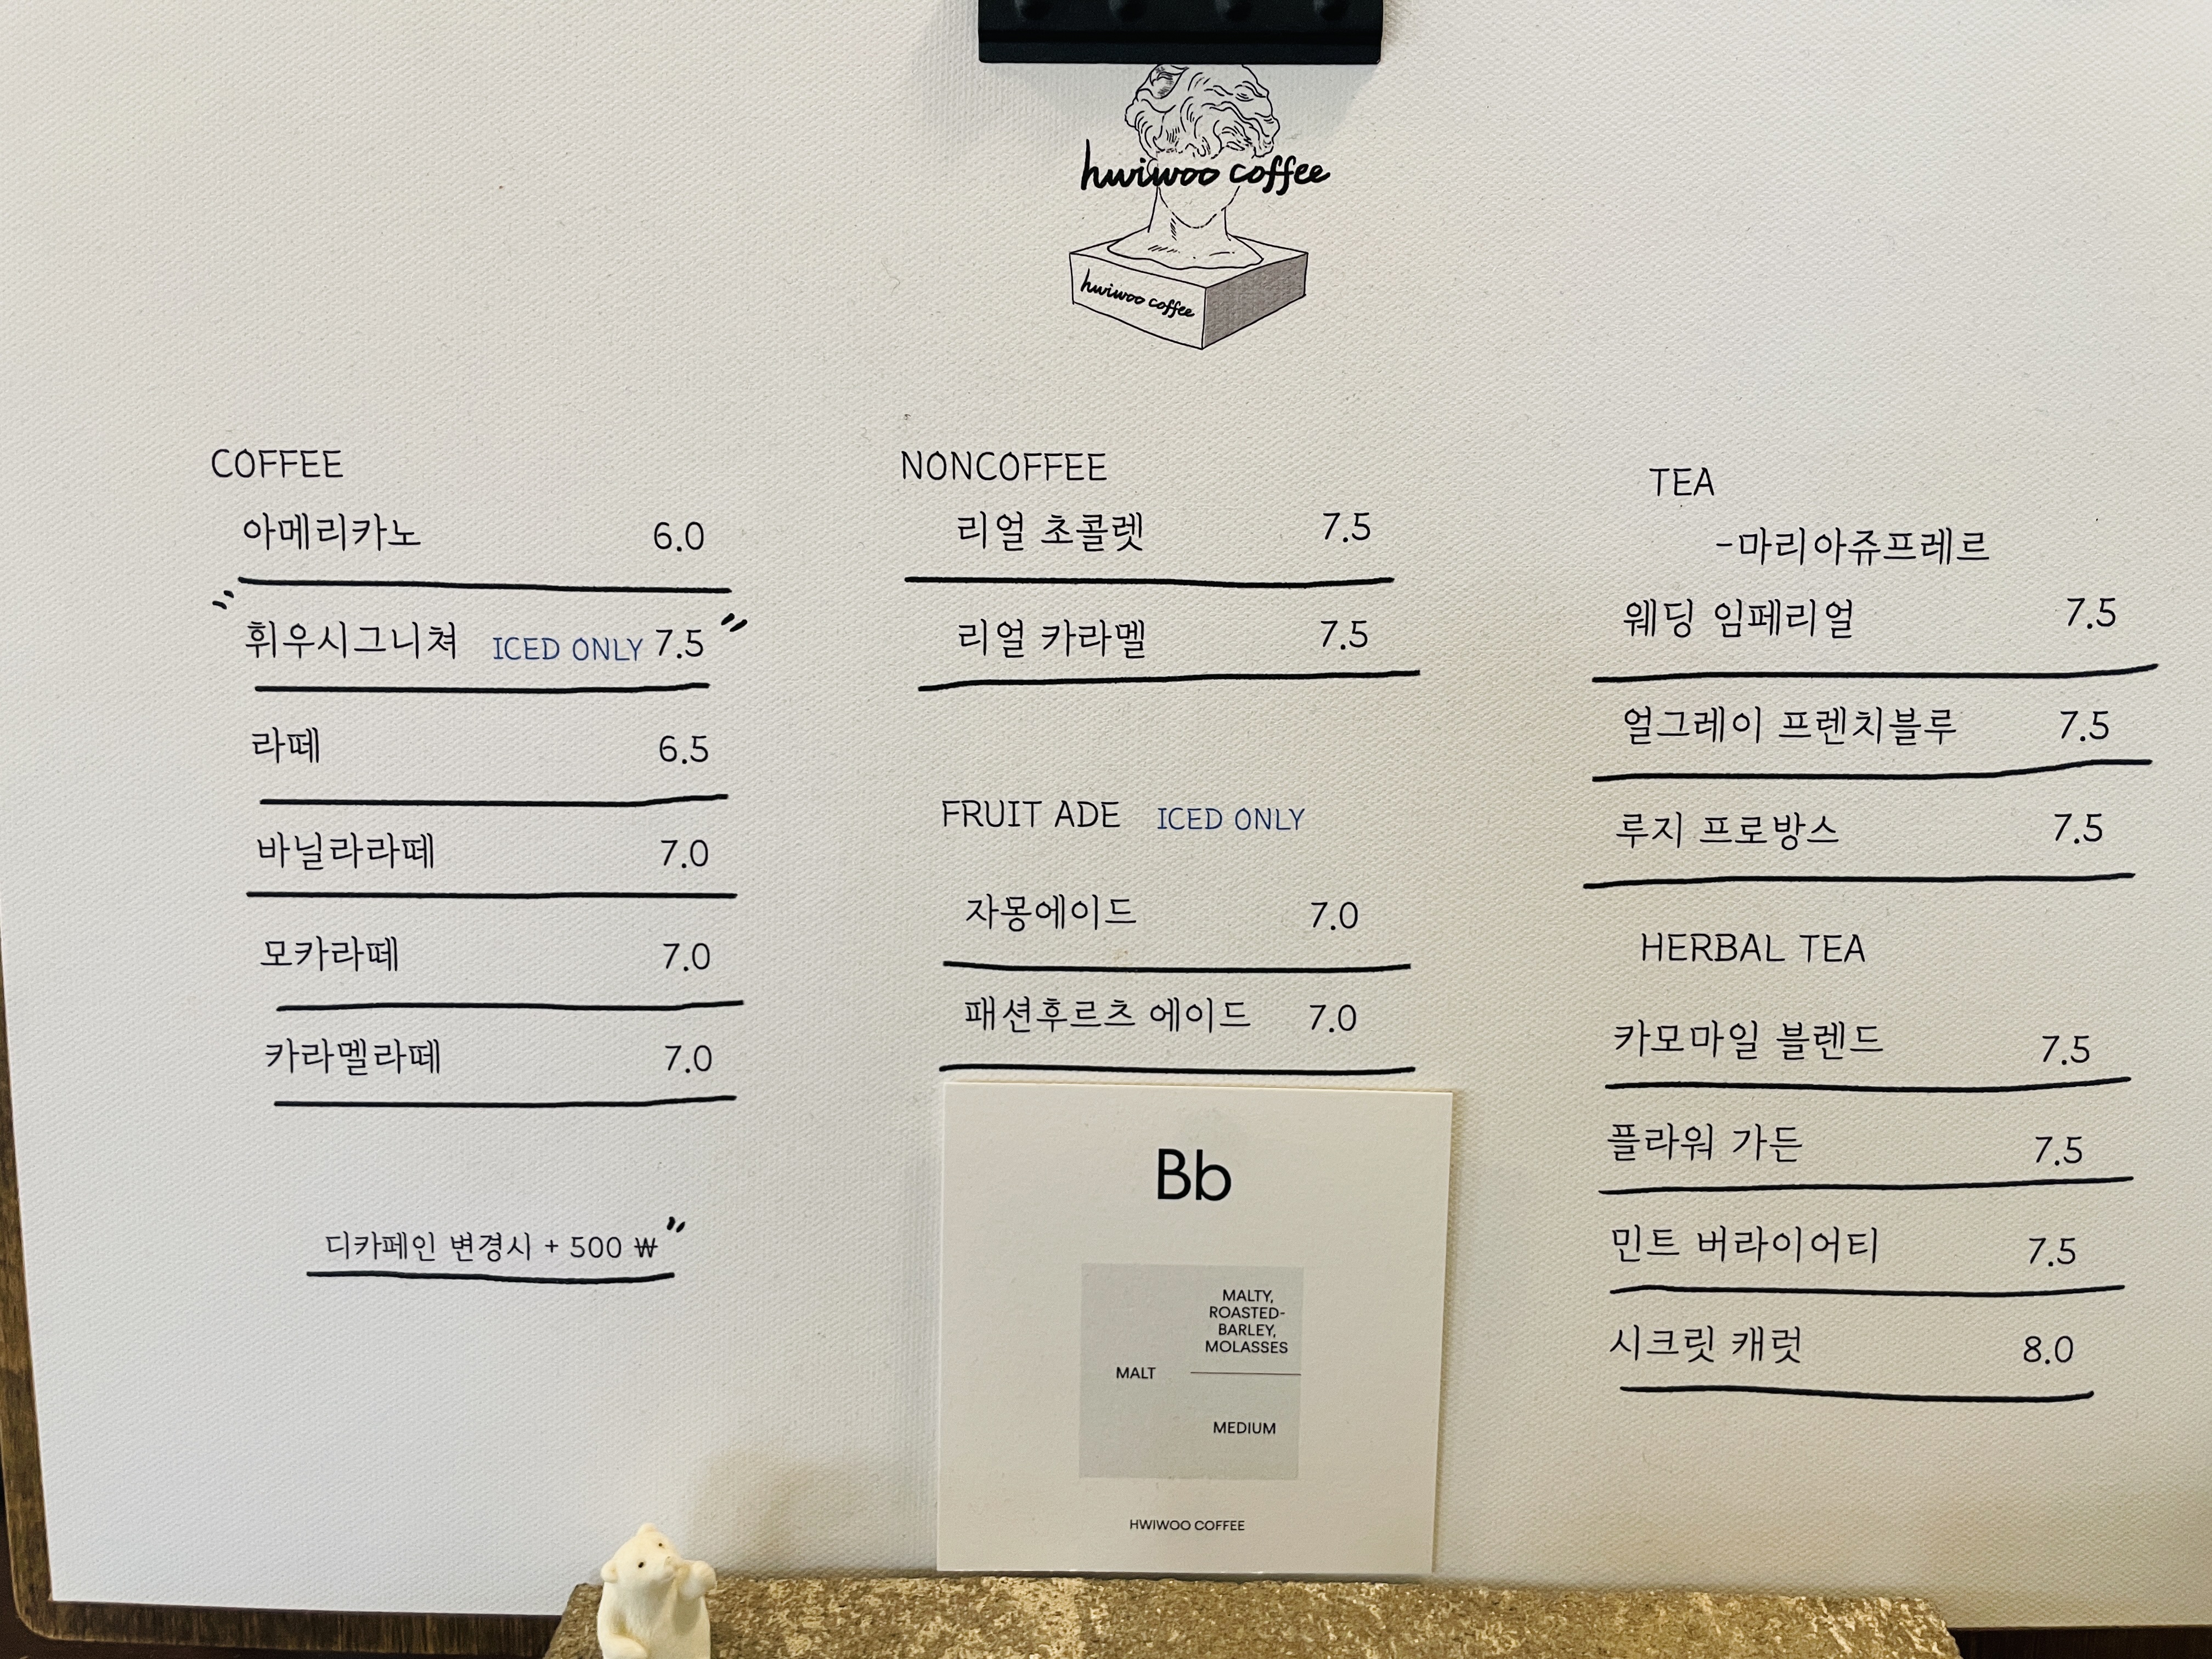 hwiwoo coffee
hwiwoo coffee
COFFEE
아메리카노 6.0
〃휘우시그니쳐 ICED ONLY 7.5〃
라떼 6.5
바닐라라떼 7.0
모카라떼 7.0
카라멜라떼 7.0
디카페인 변경시 + 500 ₩〃
NONCOFFEE
리얼 초콜렛 7.5
리얼 카라멜 7.5
FRUIT ADE ICED ONLY
자몽에이드 7.0
패션후르츠 에이드 7.0
Bb
MALTY,
ROASTED-
BARLEY,
MOLASSES
MALT
MEDIUM
HWIWOO COFFEE
TEA
-마리아쥬프레르
웨딩 임페리얼 7.5
얼그레이 프렌치블루 7.5
루지 프로방스 7.5
HERBAL TEA
카모마일 블렌드 7.5
플라워 가든 7.5
민트 버라이어티 7.5
시크릿 캐럿 8.0